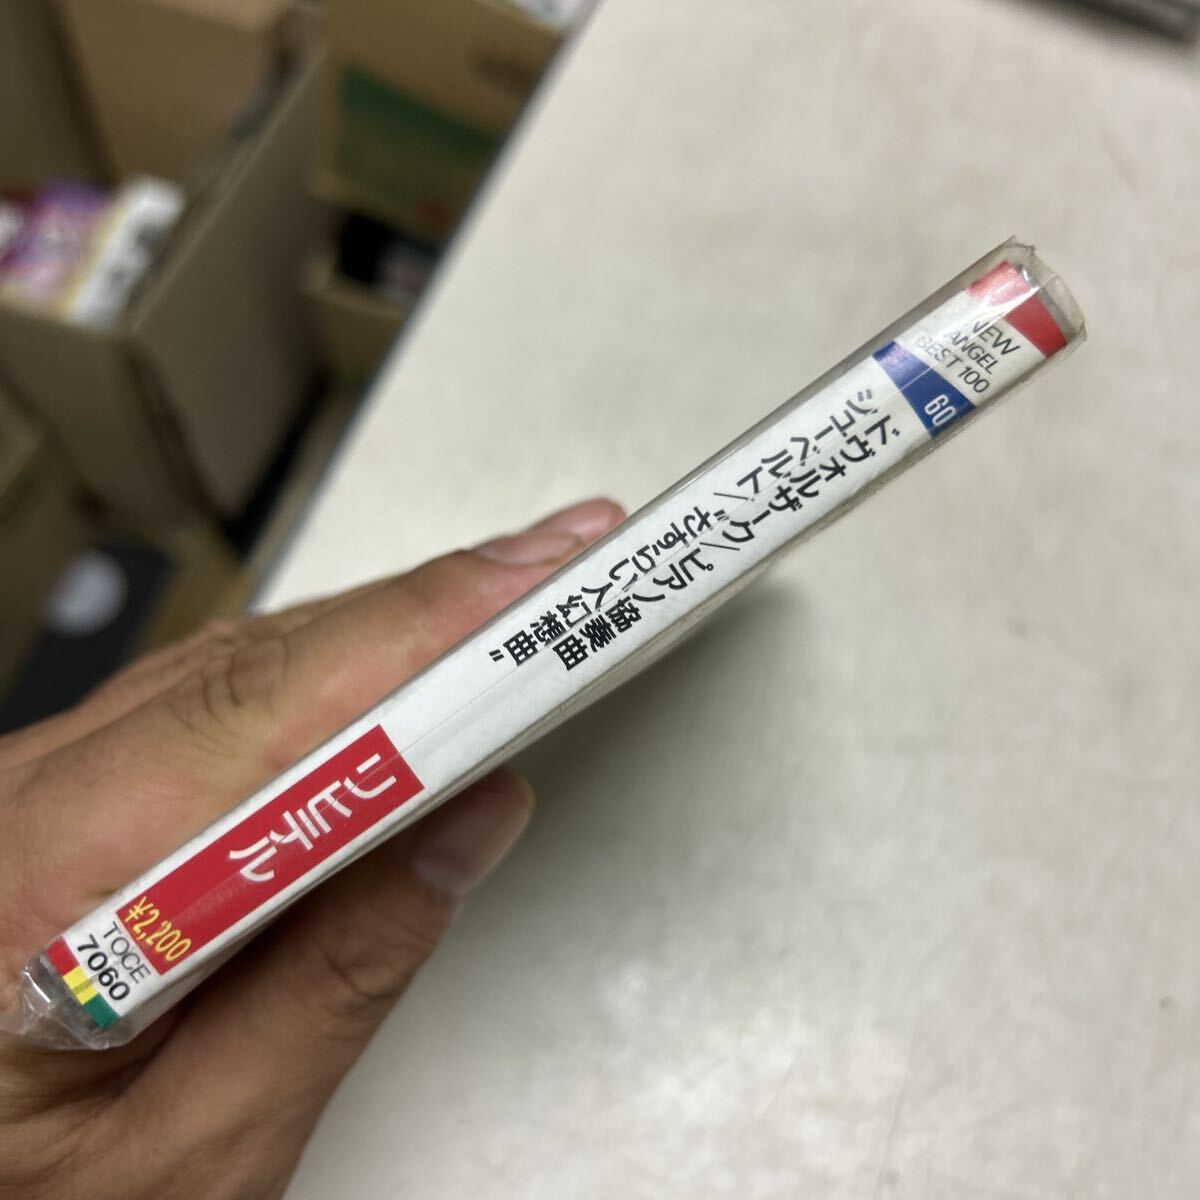 NEW
ANGEL
BEST 100
60
ドヴォルザーク/ピアノ協奏曲
シューベルト/“さすらい人幻想曲”
リヒテル
¥2,200
TOCE
7060